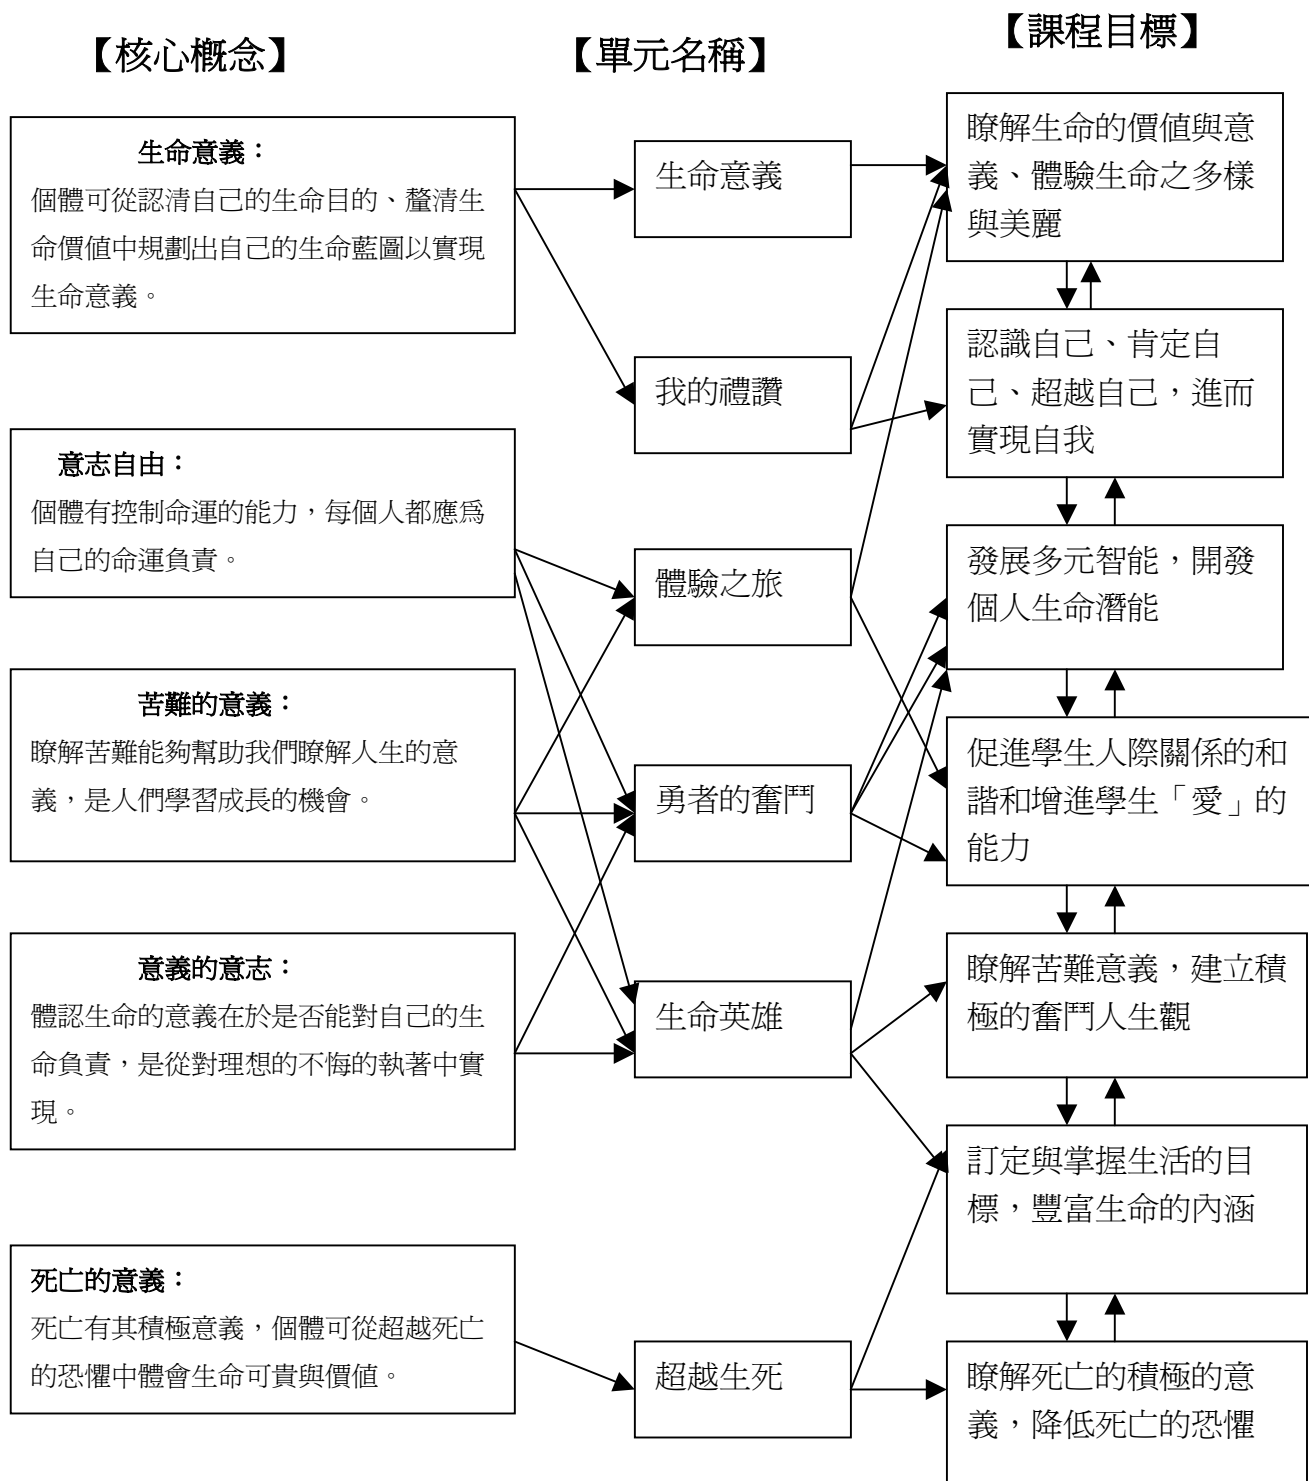 【核心概念】
【單元名稱】
【課程目標】
生命意義：
個體可從認清自己的生命目的、釐清生
命價值中規劃出自己的生命藍圖以實現
生命意義。
意志自由：
個體有控制命運的能力，每個人都應為
自己的命運負責。
苦難的意義：
瞭解苦難能夠幫助我們瞭解人生的意
義，是人們學習成長的機會。
意義的意志：
體認生命的意義在於是否能對自己的生
命負責，是從對理想的不悔的執著中實
現。
死亡的意義：
死亡有其積極意義，個體可從超越死亡
的恐懼中體會生命可貴與價值。
生命意義
我的禮讚
體驗之旅
勇者的奮鬥
生命英雄
超越生死
瞭解生命的價值與意
義、體驗生命之多樣
與美麗
認識自己、肯定自
己、超越自己，進而
實現自我
發展多元智能，開發
個人生命潛能
促進學生人際關係的和
諧和增進學生「愛」的
能力
瞭解苦難意義，建立積
極的奮鬥人生觀
訂定與掌握生活的目
標，豐富生命的內涵
瞭解死亡的積極的意
義，降低死亡的恐懼